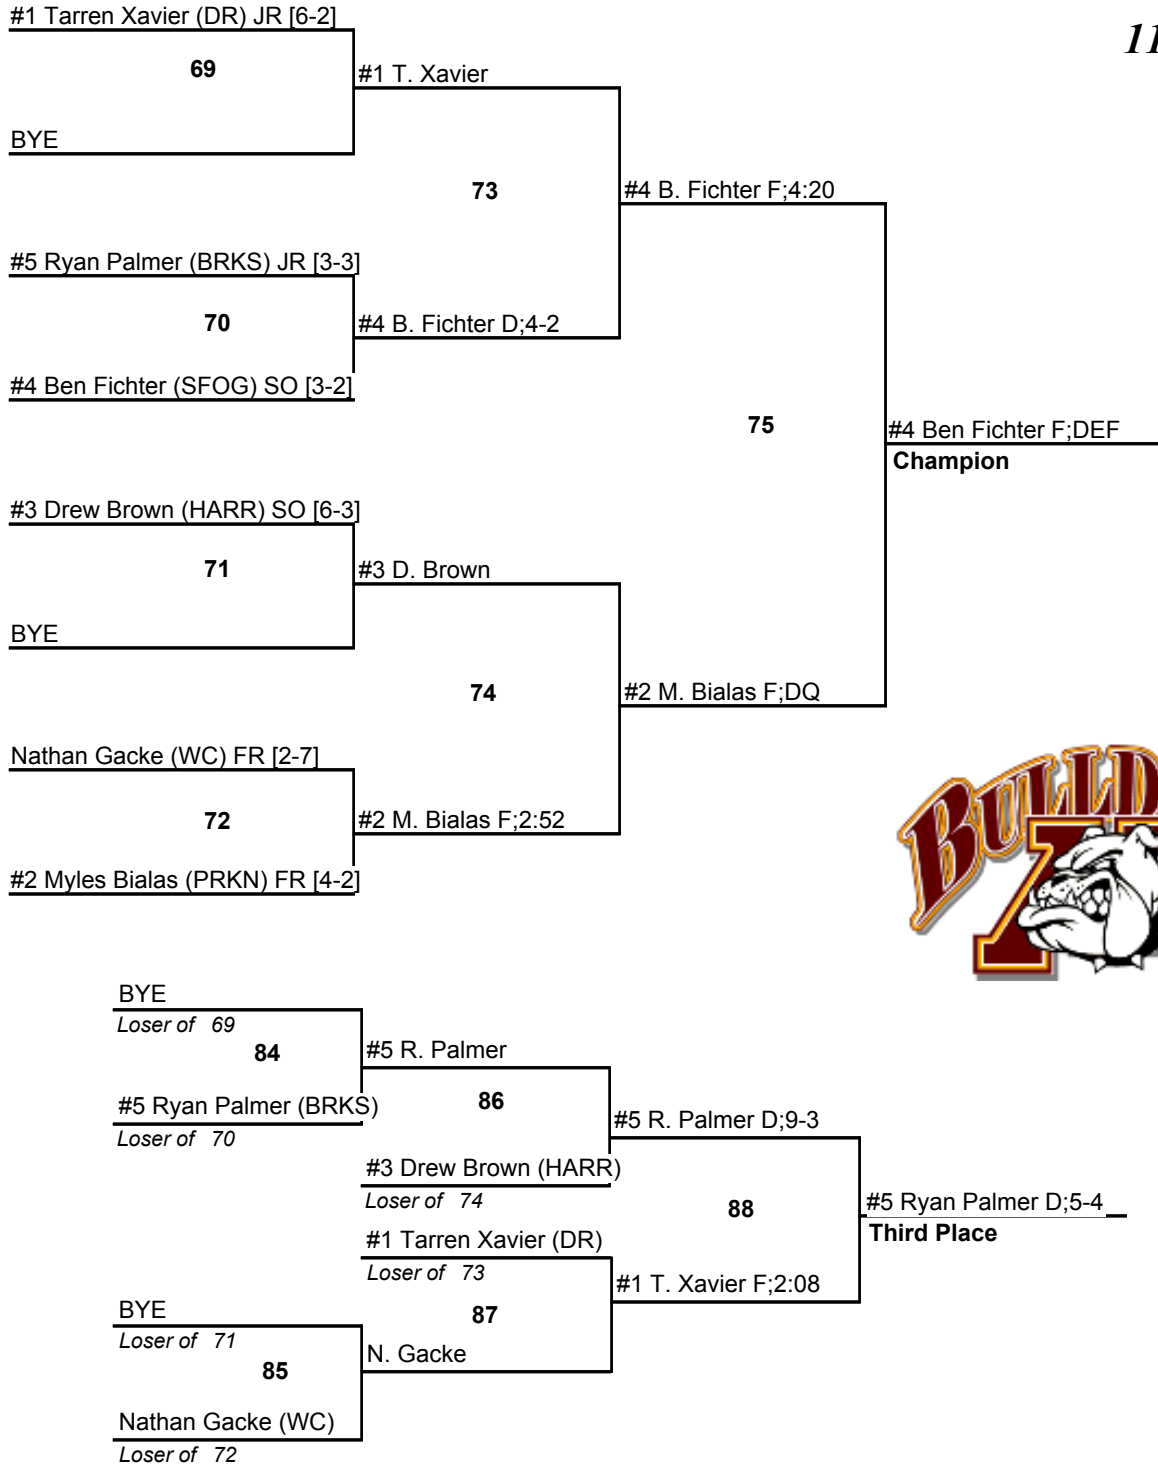 #1 Tarren Xavier (DR) JR [6-2]
11
69
#1 T. Xavier
BYE
73
#4 B. Fichter F;4:20
#5 Ryan Palmer (BRKS) JR [3-3]
70
#4 B. Fichter D;4-2
#4 Ben Fichter (SFOG) SO [3-2]
75
#4 Ben Fichter F;DEF
Champion
#3 Drew Brown (HARR) SO [6-3]
71
#3 D. Brown
BYE
74
#2 M. Bialas F;DQ
Nathan Gacke (WC) FR [2-7]
72
#2 M. Bialas F;2:52
#2 Myles Bialas (PRKN) FR [4-2]
BULLD
BYE
Loser of 69
84
#5 R. Palmer
#5 Ryan Palmer (BRKS)
Loser of 70
86
#5 R. Palmer D;9-3
#3 Drew Brown (HARR)
Loser of 74
88
#5 Ryan Palmer D;5-4
Third Place
#1 Tarren Xavier (DR)
Loser of 73
#1 T. Xavier F;2:08
BYE
Loser of 71
87
85
N. Gacke
Nathan Gacke (WC)
Loser of 72